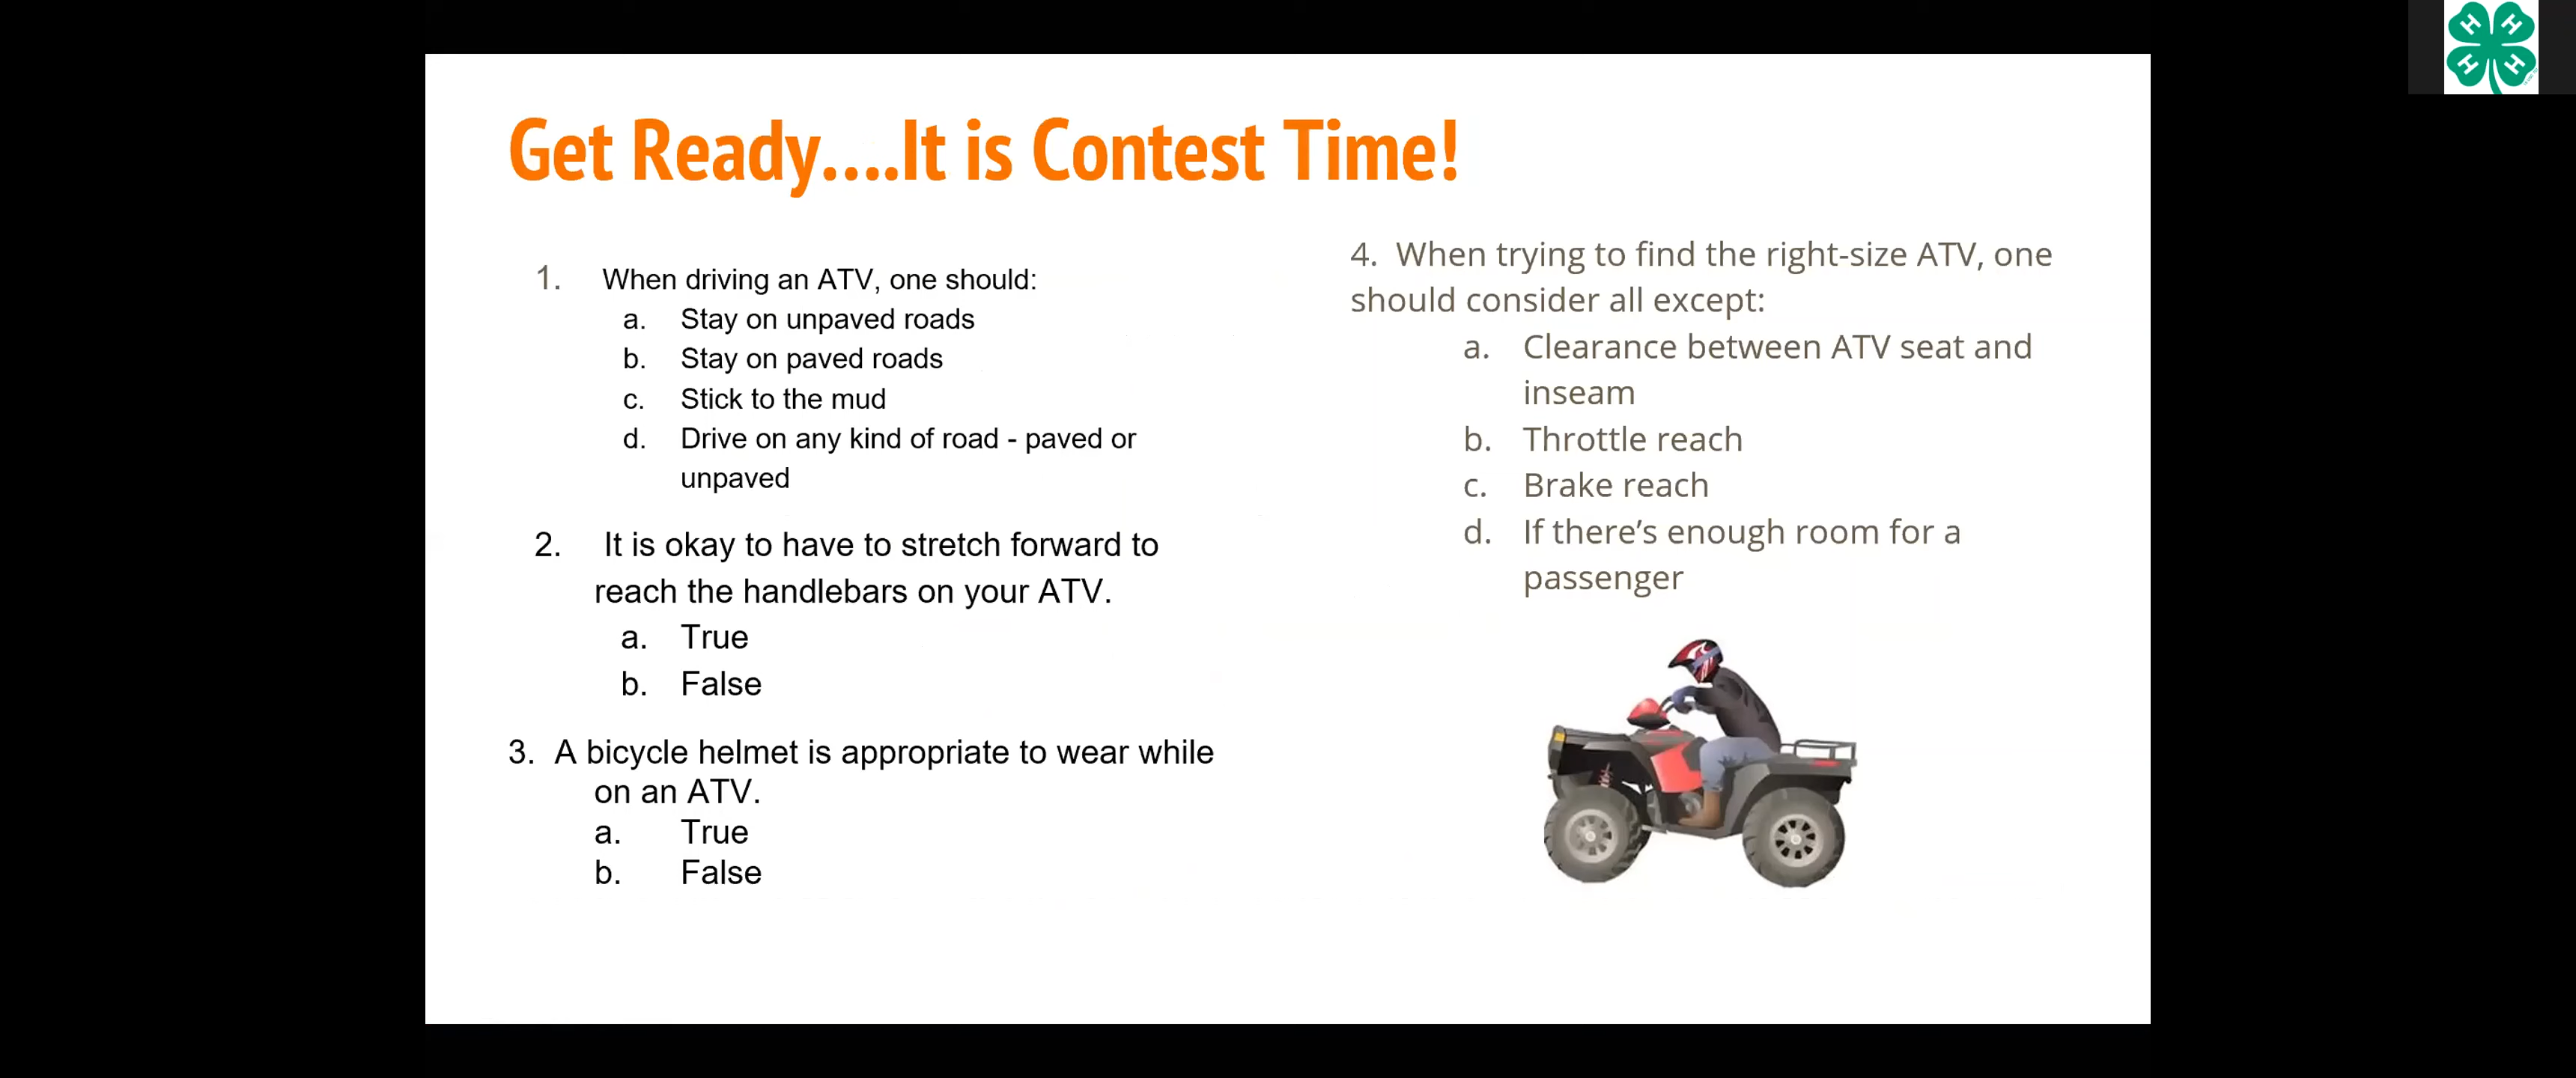 Get Ready....It is Contest Time!
1. When driving an ATV, one should:
a. Stay on unpaved roads
b. Stay on paved roads
c. Stick to the mud
d. Drive on any kind of road - paved or
unpaved
2. It is okay to have to stretch forward to
reach the handlebars on your ATV.
a. True
b. False
3. A bicycle helmet is appropriate to wear while
on an ATV.
a. True
b. False
4. When trying to find the right-size ATV, one
should consider all except:
a. Clearance between ATV seat and
inseam
b. Throttle reach
c. Brake reach
d. If there’s enough room for a
passenger
H H
H H